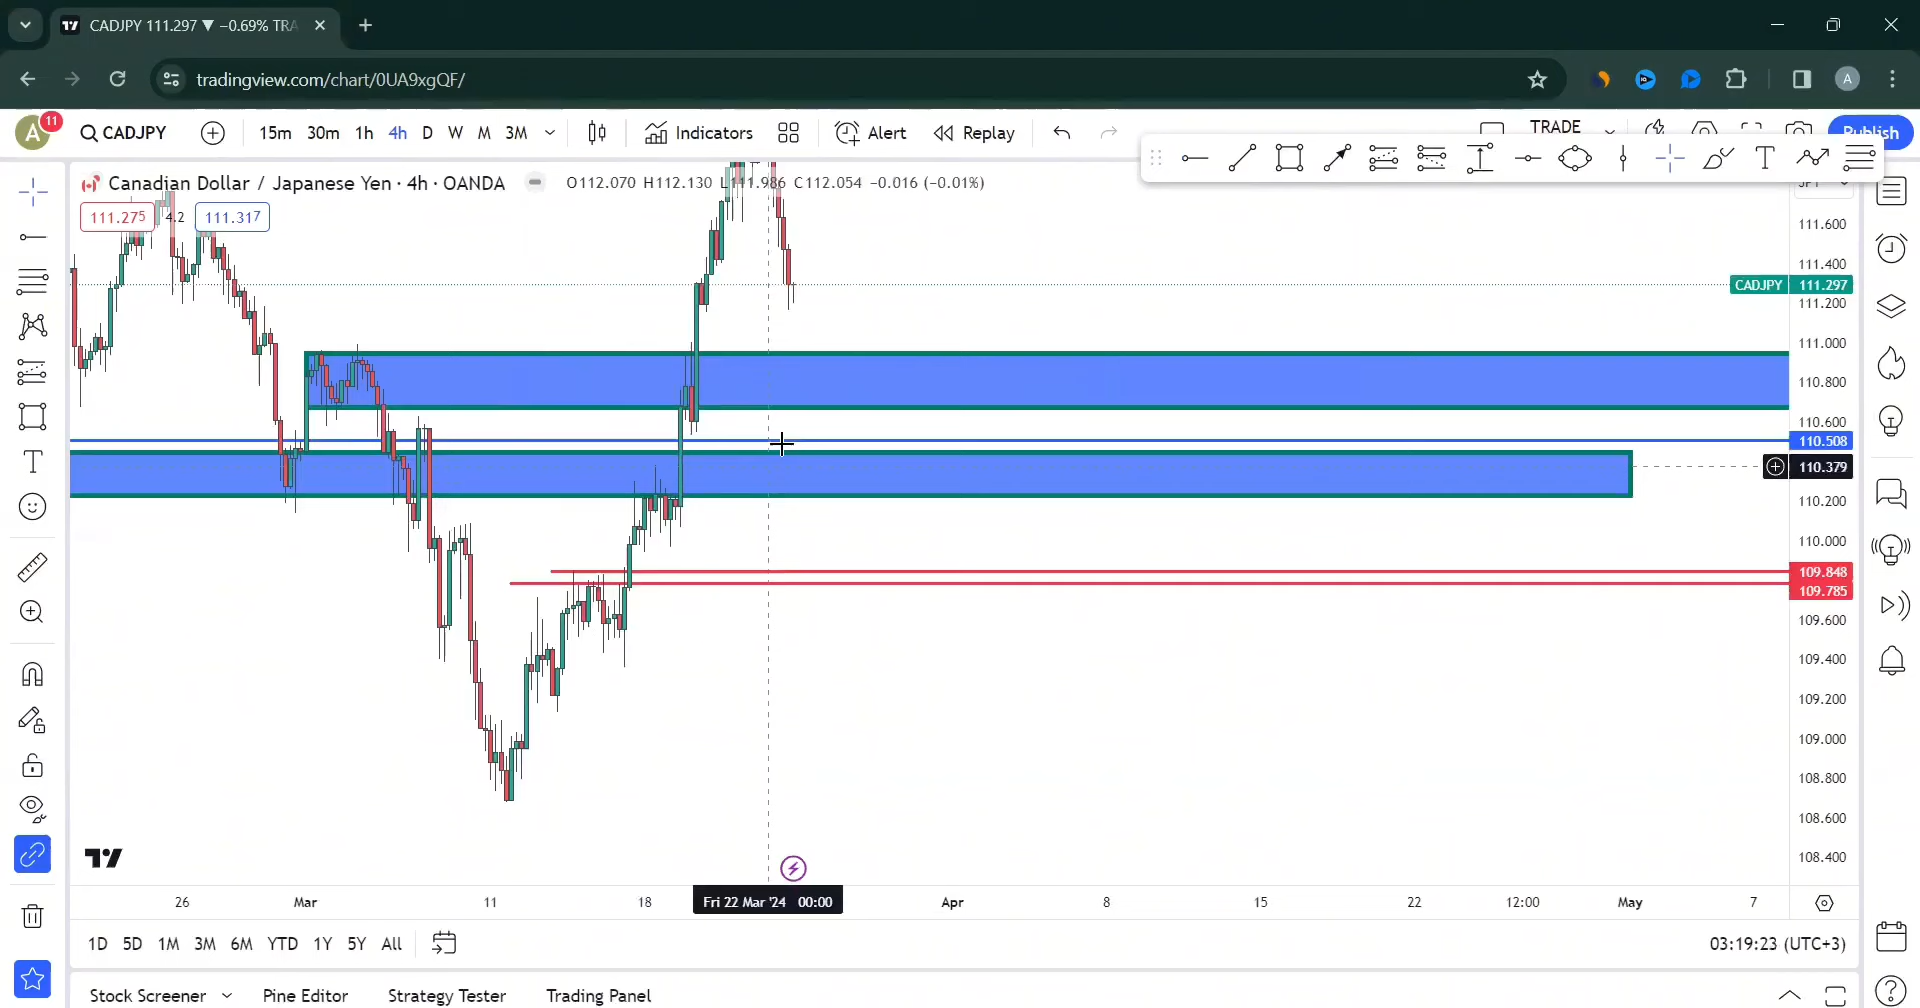 CADJPY 111.297 ▼ −0.69% TRA
tradingview.com/chart/0UA9xgQF/
A
A
11
CADJPY
15m 30m 1h 4h D W M 3M
Indicators
Alert
Replay
TRADE
Publish
Canadian Dollar / Japanese Yen · 4h · OANDA
O112.070 H112.130 L111.986 C112.054 −0.016 (−0.01%)
111.275
4.2
111.317
JPY
111.600
111.400
CADJPY 111.297
111.200
111.000
110.800
110.600
110.508
110.379
110.200
110.000
109.848
109.785
109.600
109.400
109.200
109.000
108.800
108.600
108.400
26 Mar 11 18 Fri 22 Mar '24 00:00 Apr 8 15 22 12:00 May 7
1D 5D 1M 3M 6M YTD 1Y 5Y All
03:19:23 (UTC+3)
Stock Screener Pine Editor Strategy Tester Trading Panel